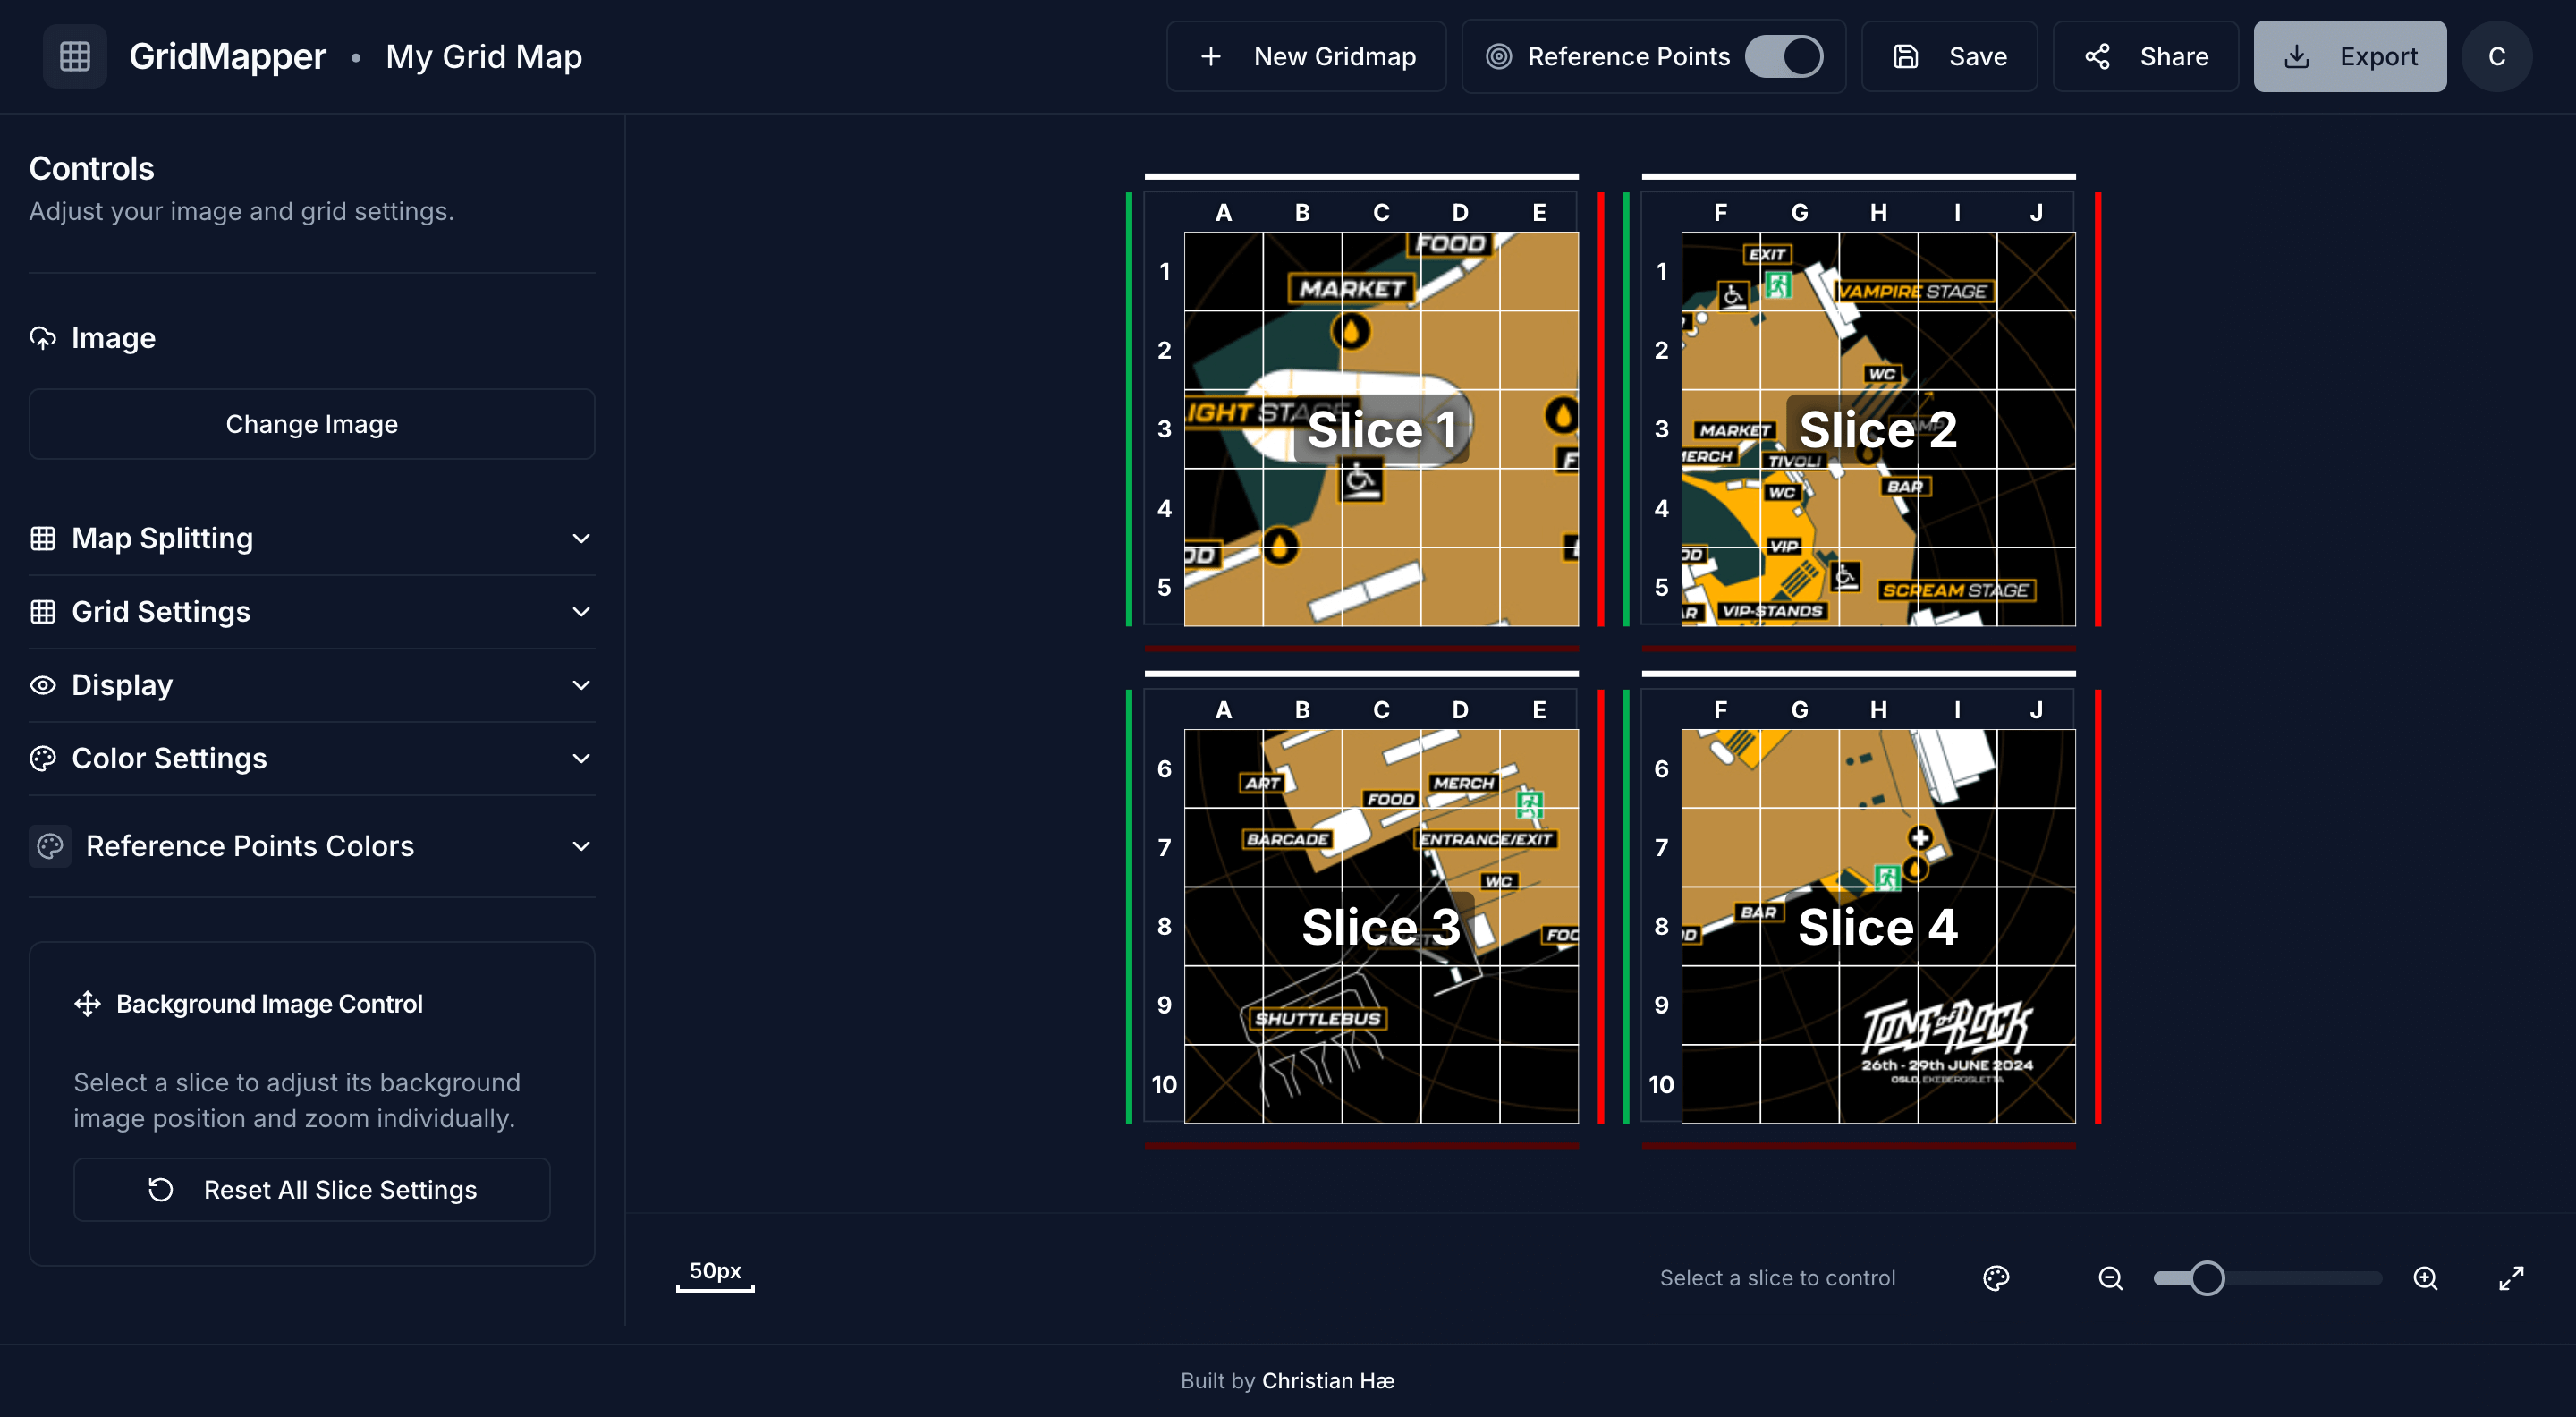 GridMapper • My Grid Map
New Gridmap
Reference Points
Save
Share
Export
C
Controls
Adjust your image and grid settings.
Image
Change Image
Map Splitting
Grid Settings
Display
Color Settings
Reference Points Colors
Background Image Control
Select a slice to adjust its background
image position and zoom individually.
Reset All Slice Settings
A B C D E
1
2
3
4
5
FOOD
MARKET
IGHT STAGE
Slice 1
OD
F
F G H I J
1
2
3
4
5
EXIT
VAMPIRE STAGE
WC
Slice 2
MARKET
MERCH
TIVOLI
WC
BAR
VIP
OD
SCREAM STAGE
VIP-STANDS
R
A B C D E
6
7
8
9
10
ART
MERCH
FOOD
BARCADE
ENTRANCE/EXIT
WC
Slice 3
FOO
SHUTTLEBUS
F G H I J
6
7
8
9
10
BAR
D
Slice 4
TONS of ROCK
26th - 29th JUNE 2024
OSLO, EKEBERGSLETTA
50px
Select a slice to control
Built by Christian Hæ